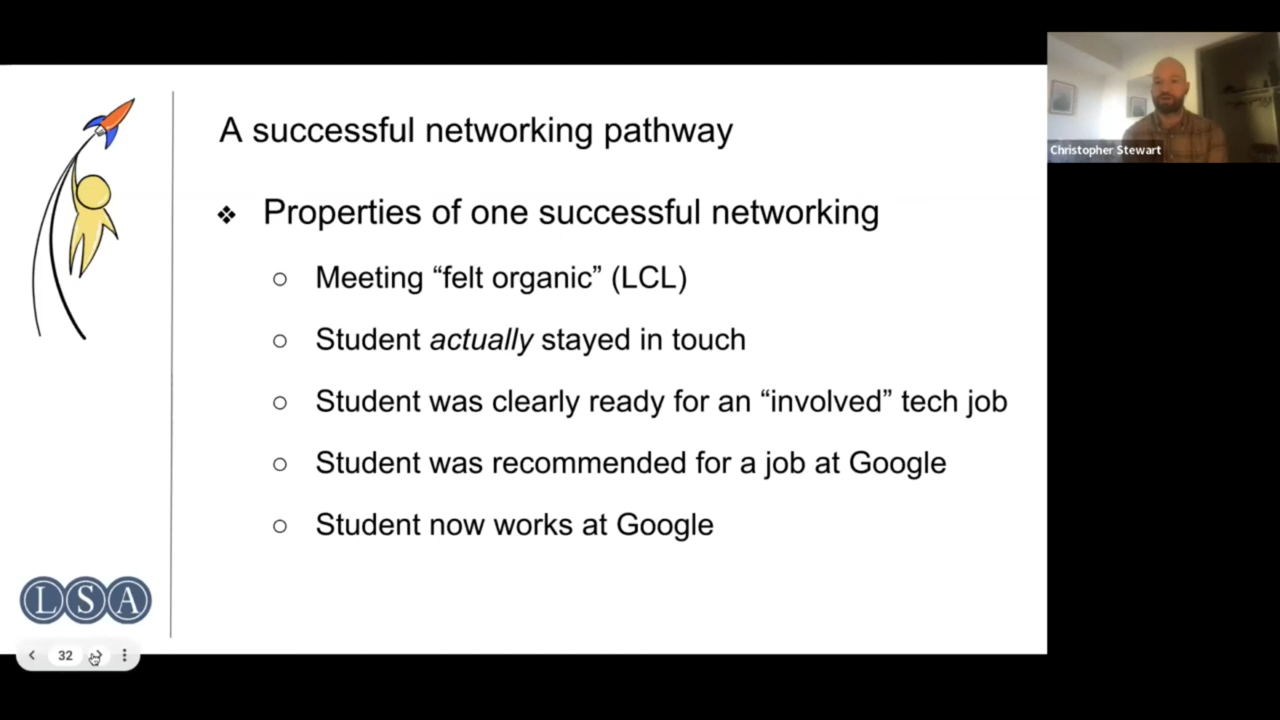 A successful networking pathway
❖ Properties of one successful networking
○ Meeting “felt organic” (LCL)
○ Student actually stayed in touch
○ Student was clearly ready for an “involved” tech job
○ Student was recommended for a job at Google
○ Student now works at Google
LSA
32
Christopher Stewart